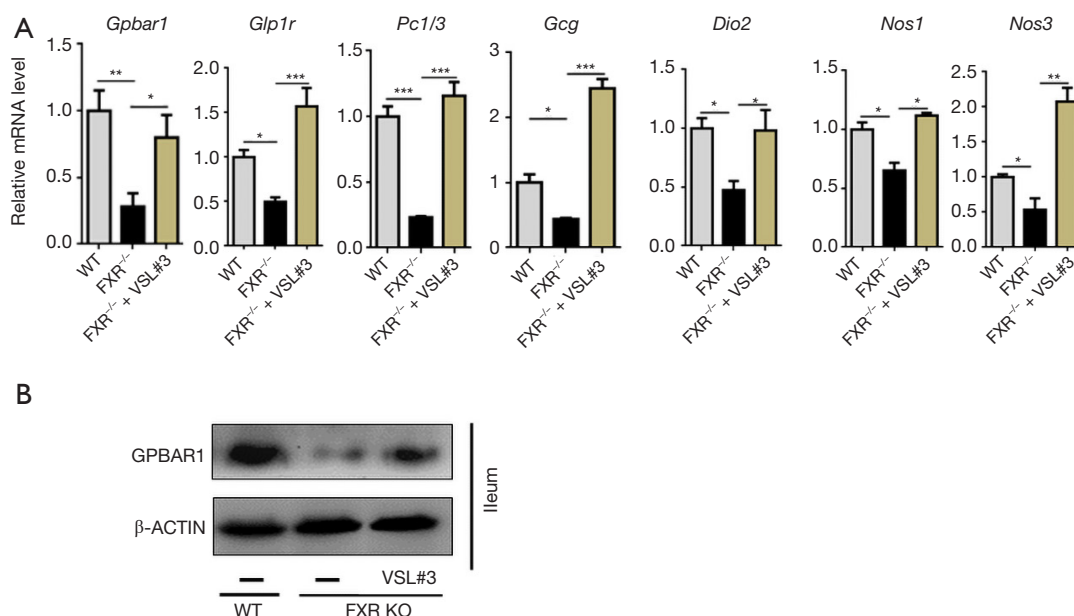 A
Gpbar1 Glp1r Pc1/3 Gcg Dio2 Nos1 Nos3
Relative mRNA level
1.5
1.0
0.5
0.0
** *
WT
FXR⁻/⁻
FXR⁻/⁻ + VSL#3
2.0
1.5
1.0
0.5
0.0
* ***
WT
FXR⁻/⁻
FXR⁻/⁻ + VSL#3
1.5
1.0
0.5
0.0
*** ***
WT
FXR⁻/⁻
FXR⁻/⁻ + VSL#3
3
2
1
0
* ***
WT
FXR⁻/⁻
FXR⁻/⁻ + VSL#3
1.5
1.0
0.5
0.0
* *
WT
FXR⁻/⁻
FXR⁻/⁻ + VSL#3
1.5
1.0
0.5
0.0
* *
WT
FXR⁻/⁻
FXR⁻/⁻ + VSL#3
2.5
2.0
1.5
1.0
0.5
0.0
* **
WT
FXR⁻/⁻
FXR⁻/⁻ + VSL#3
B
GPBAR1
β-ACTIN
Ileum
– – VSL#3
WT FXR KO